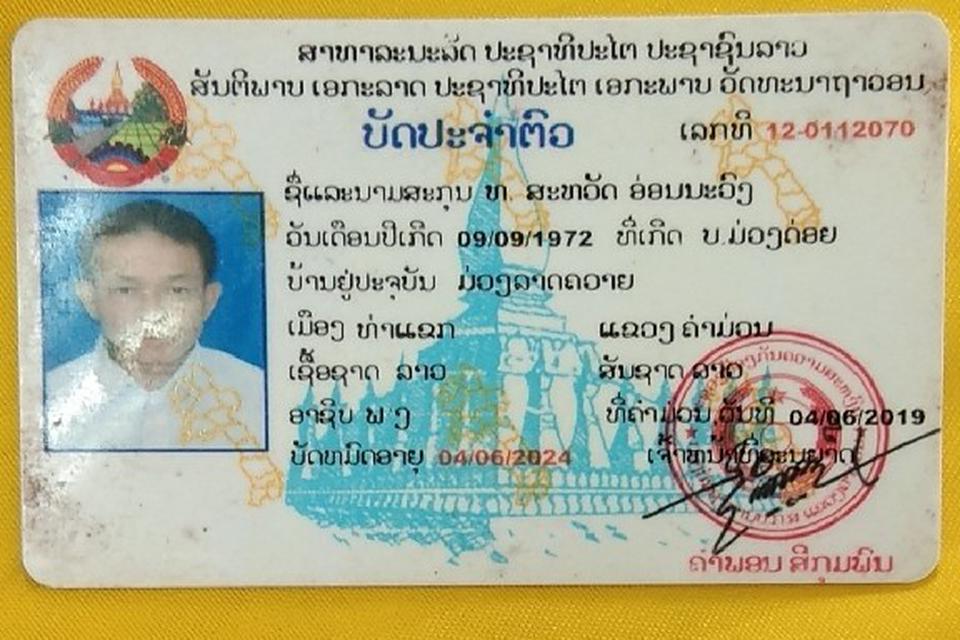 ສາທາລະນະລັດ ປະຊາທິປະໄຕ ປະຊາຊົນລາວ
ສັນຕິພາບ ເອກະລາດ ປະຊາທິປະໄຕ ເອກະພາບ ວັດທະນາຖາວອນ
ບັດປະຈຳຕົວ
ເລກທີ 12-0112070
ຊື່ແລະນາມສະກຸນ ທ. ສະຫວັດ ອ່ອນນະວົງ
ວັນເດືອນປີເກີດ 09/09/1972 ທີ່ເກີດ ບ.ມ່ວງດ່ອຍ
ບ້ານຢູ່ປະຈຸບັນ ມ່ວງລາດຄວາຍ
ເມືອງ ທ່າແຂກ ແຂວງ ຄຳມ່ວນ
ເຊື້ອຊາດ ລາວ ສັນຊາດ ລາວ
ອາຊີບ ພ ງ ທີ່ຄຳມ່ວນ ວັນທີ 04/06/2019
ບັດຫມົດອາຍຸ 04/06/2024 ເຈົ້າຫນ້າທີ່ອະນຸຍາດ
ຄຳພອນ ສີກຸມພົນ